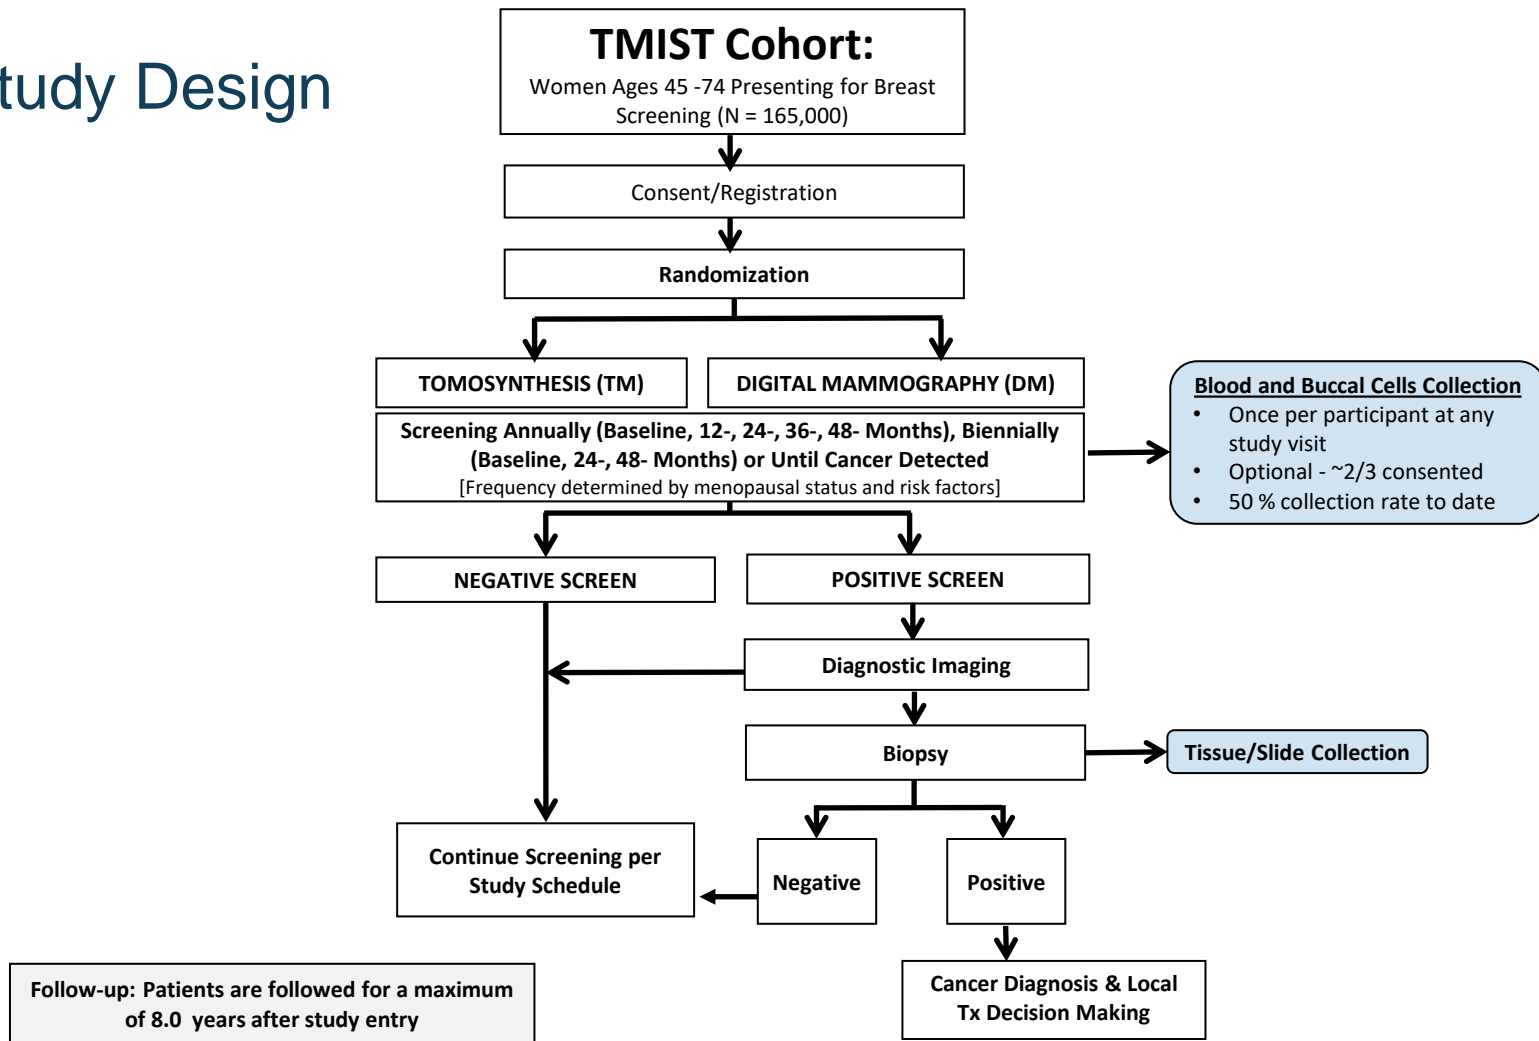 tudy Design
TMIST Cohort:
Women Ages 45 -74 Presenting for Breast
Screening (N = 165,000)
Consent/Registration
Randomization
TOMOSYNTHESIS (TM)
DIGITAL MAMMOGRAPHY (DM)
Screening Annually (Baseline, 12-, 24-, 36-, 48- Months), Biennially
(Baseline, 24-, 48- Months) or Until Cancer Detected
[Frequency determined by menopausal status and risk factors]
Blood and Buccal Cells Collection
• Once per participant at any
study visit
• Optional - ~2/3 consented
• 50 % collection rate to date
NEGATIVE SCREEN
POSITIVE SCREEN
Diagnostic Imaging
Biopsy
Tissue/Slide Collection
Continue Screening per
Study Schedule
Negative
Positive
Follow-up: Patients are followed for a maximum
of 8.0 years after study entry
Cancer Diagnosis & Local
Tx Decision Making